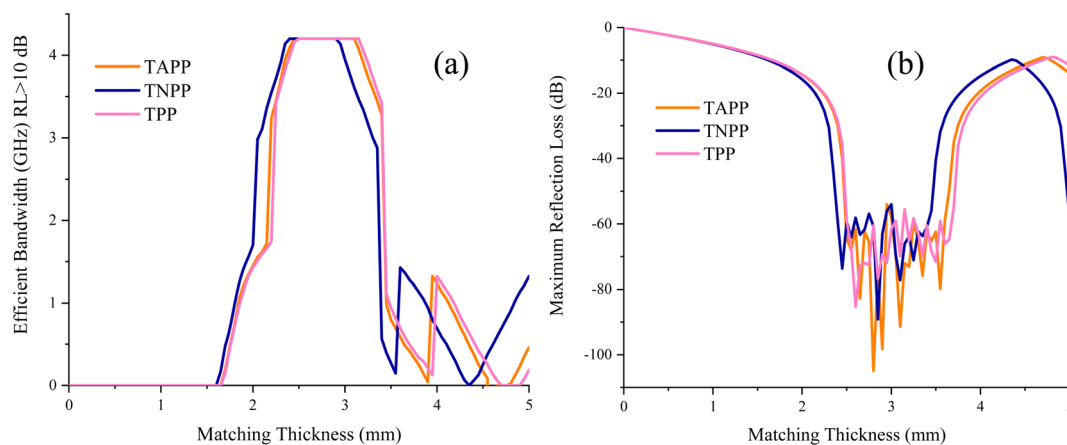 (a)
TAPP
TNPP
TPP
Efficient Bandwidth (GHz) RL>10 dB
4
3
2
1
0
0
1
2
3
4
5
Matching Thickness (mm)
(b)
TAPP
TNPP
TPP
Maximum Reflection Loss (dB)
0
-20
-40
-60
-80
-100
0
1
2
3
4
Matching Thickness (mm)